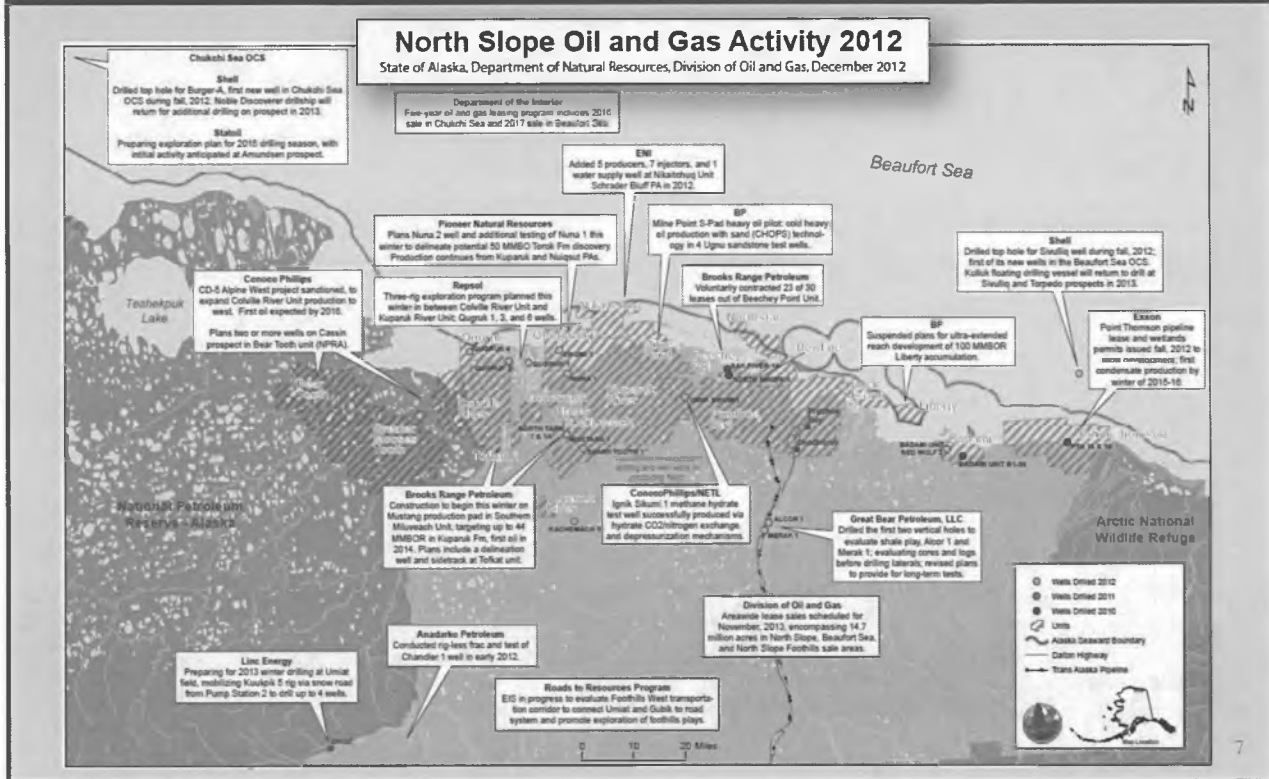 North Slope Oil and Gas Activity 2012
State of Alaska, Department of Natural Resources, Division of Oil and Gas, December 2012
Chukchi Sea OCS
Shell
Drilled top hole for Burger-A, first new well in Chukchi Sea
OCS during fall, 2012; Noble Discoverer drillship will
return for additional drilling on prospect in 2013.
Statoil
Preparing exploration plan for 2015 drilling season, with
initial activity anticipated at Amundsen prospect.
Department of the Interior
Five-year oil and gas leasing program includes 2016
sale in Chukchi Sea and 2017 sale in Beaufort Sea.
N
Beaufort Sea
ENI
Added 5 producers, 7 injectors, and 1
water supply well at Nikaitchuq Unit
Schrader Bluff PA in 2012.
Pioneer Natural Resources
Plans Nuna 2 well and additional testing of Nuna 1 this
winter to delineate potential 50 MMBO Torok Fm discovery.
Production continues from Kuparuk and Nuiqsut PAs.
BP
Milne Point S-Pad heavy oil pilot: cold heavy
oil production with sand (CHOPS) technol-
ogy in 4 Ugnu sandstone test wells.
Shell
Drilled top hole for Sivulliq well during fall, 2012;
first of its new wells in the Beaufort Sea OCS.
Kulluk floating drilling vessel will return to drill at
Sivulliq and Torpedo prospects in 2013.
Conoco Phillips
CD-5 Alpine West project sanctioned, to
expand Colville River Unit production to
west. First oil expected by 2016.
Plans two or more wells on Cassin
prospect in Bear Tooth unit (NPRA).
Repsol
Three-rig exploration program planned this
winter in between Colville River Unit and
Kuparuk River Unit; Qugruk 1, 3, and 6 wells.
Brooks Range Petroleum
Voluntarily contracted 23 of 30
leases out of Beechey Point Unit.
BP
Suspended plans for ultra-extended
reach development of 100 MMBOR
Liberty accumulation.
Exxon
Point Thomson pipeline
lease and wetlands
permits issued fall, 2012 to
development; first
condensate production by
winter of 2015-16.
Teshekpuk
Lake
Northstar
Liberty
NORTH TARN
1 & 1A
BADAMI UNIT
RED WOLF 2
BADAMI UNIT B1-38
National Petroleum
Reserve - Alaska
Brooks Range Petroleum
Construction to begin this winter on
Mustang production pad in Southern
Miluveach Unit, targeting up to 44
MMBOR in Kuparuk Fm, first oil in
2014. Plans include a delineation
well and sidetrack at Tofkat unit.
ConocoPhillips/NETL
Ignik Sikumi 1 methane hydrate
test well successfully produced via
hydrate CO2/nitrogen exchange
and depressurization mechanisms.
KACHEMACH 1
ALCOR 1
MERAK 1
Great Bear Petroleum, LLC
Drilled the first two vertical holes to
evaluate shale play, Alcor 1 and
Merak 1; evaluating cores and logs
before drilling laterals; revised plans
to provide for long-term tests.
Arctic National
Wildlife Refuge
Division of Oil and Gas
Areawide lease sales scheduled for
November, 2013, encompassing 14.7
million acres in North Slope, Beaufort Sea,
and North Slope Foothills sale areas.
Wells Drilled 2012
Wells Drilled 2011
Wells Drilled 2010
Units
Alaska Seaward Boundary
Dalton Highway
Trans Alaska Pipeline
Map Location
Anadarko Petroleum
Conducted rig-less frac and test of
Chandler 1 well in early 2012.
Linc Energy
Preparing for 2013 winter drilling at Umiat
field, mobilizing Kuukpik 5 rig via snow road
from Pump Station 2 to drill up to 4 wells.
Roads to Resources Program
EIS in progress to evaluate Foothills West transporta-
tion corridor to connect Umiat and Gubik to road
system and promote exploration of foothills plays.
0 10 20 Miles
7